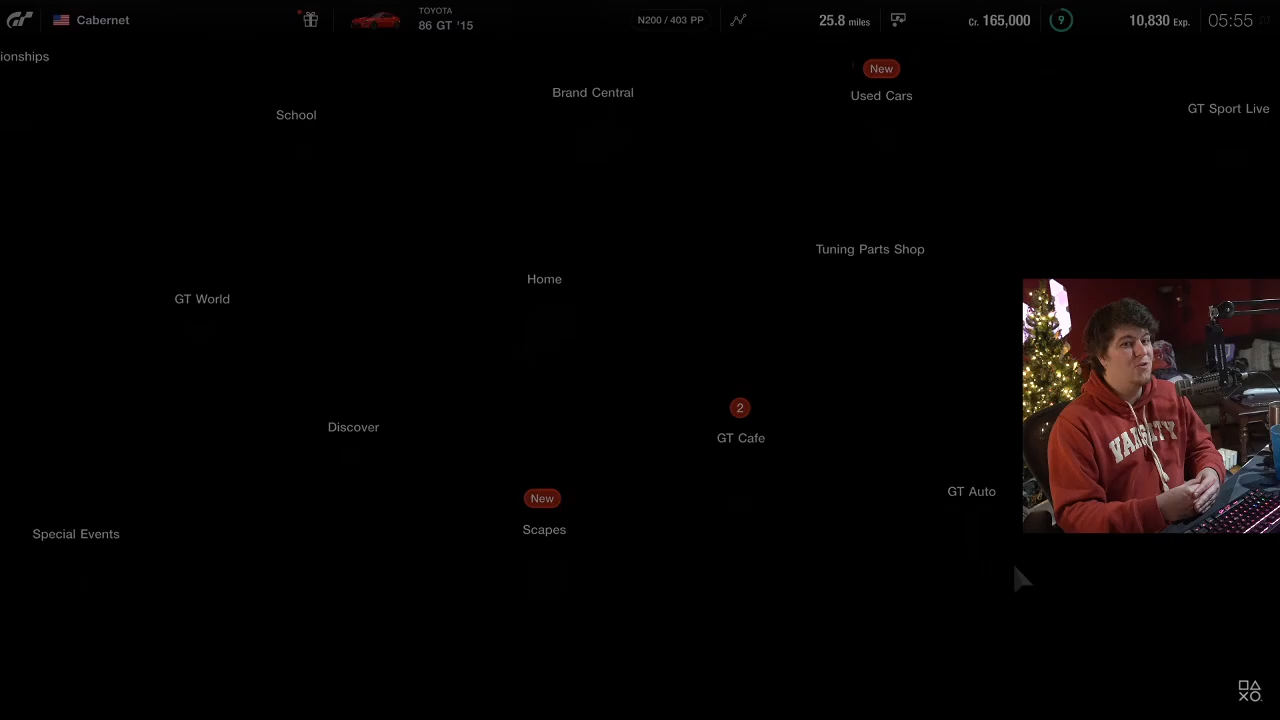 Cabernet
TOYOTA
86 GT '15
N200 / 403 PP
25.8 miles
Cr. 165,000
9
10,830 Exp.
05:55
ionships
School
Brand Central
New
Used Cars
GT Sport Live
Tuning Parts Shop
Home
GT World
2
GT Cafe
Discover
GT Auto
New
Scapes
Special Events
VARSITY